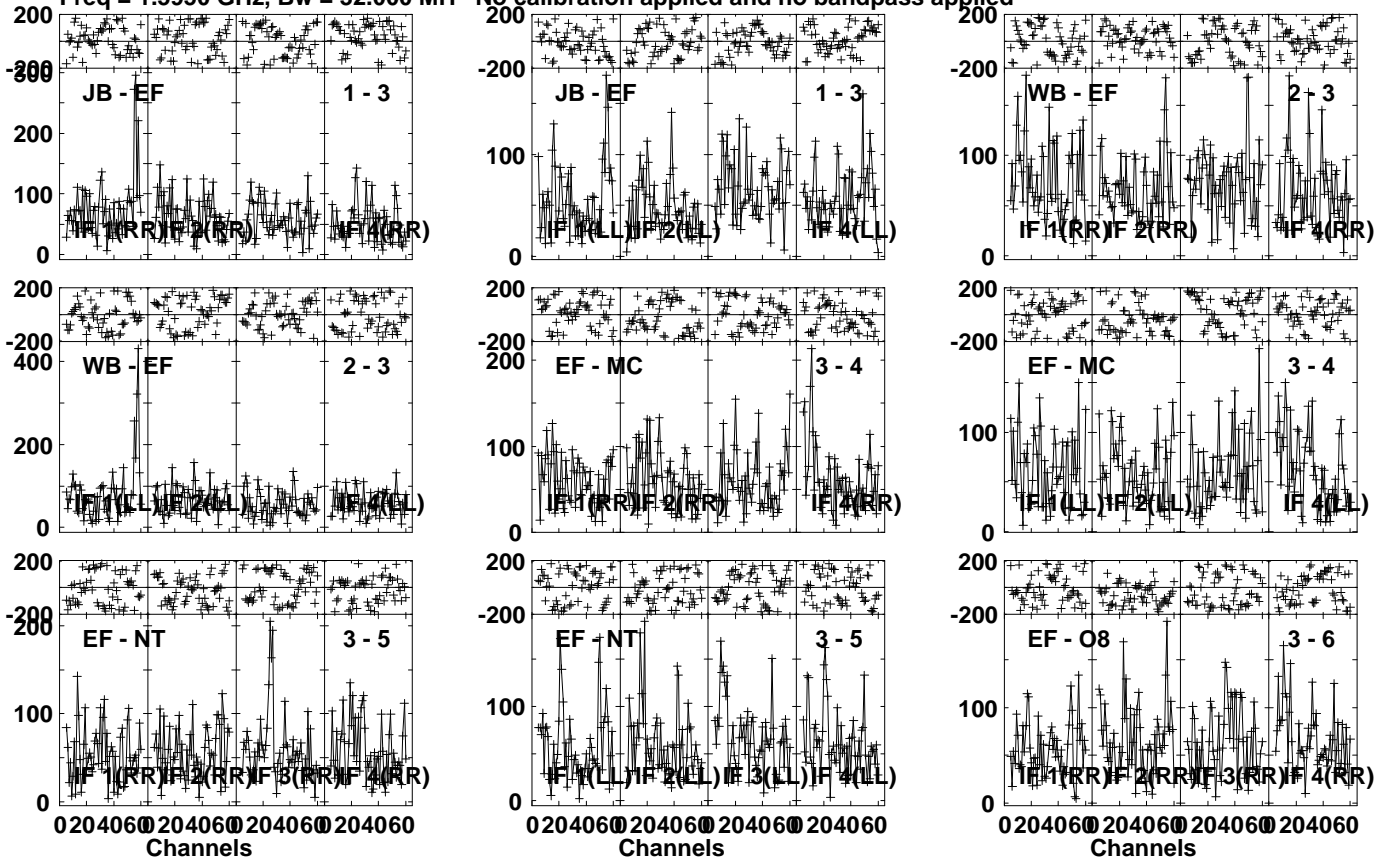 Freq = 1.5950 GHz, Bw = 32.000 MH No calibration applied and no bandpass applied
200 200 200
-200 -200 -200
300
JB - EF 1 - 3 JB - EF 1 - 3 WB - EF 2 - 3
200
100 100 100
IF 1(RR) IF 2(RR) IF 4(RR) IF 1(LL) IF 2(LL) IF 4(LL) IF 1(RR) IF 2(RR) IF 4(RR)
0 0 0
200 200 200
-200 -200 -200
400 200
WB - EF 2 - 3 EF - MC 3 - 4 EF - MC 3 - 4
200 100 100
IF 1(LL) IF 2(LL) IF 4(LL) IF 1(RR) IF 2(RR) IF 4(RR) IF 1(LL) IF 2(LL) IF 4(LL)
0 0 0
200 200 200
-200 -200 -200
200
EF - NT 3 - 5 EF - NT 3 - 5 EF - O8 3 - 6
100 100 100
IF 1(RR) IF 2(RR) IF 3(RR) IF 4(RR) IF 1(LL) IF 2(LL) IF 3(LL) IF 4(LL) IF 1(RR) IF 2(RR) IF 3(RR) IF 4(RR)
0 0 0
0 20 40 60 0 20 40 60 0 20 40 60 0 20 40 60 0 20 40 60 0 20 40 60 0 20 40 60 0 20 40 60 0 20 40 60 0 20 40 60 0 20 40 60 0 20 40 60
Channels Channels Channels